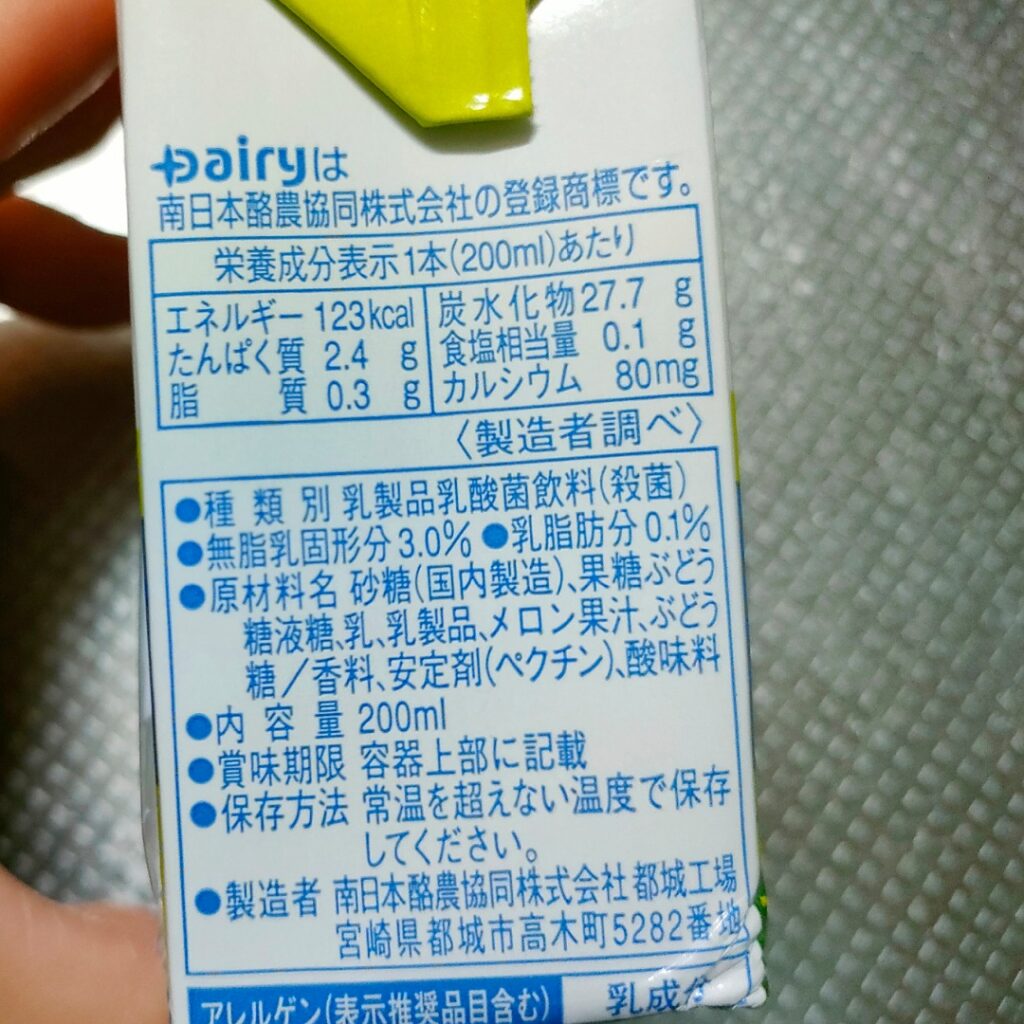 Dairyは
南日本酪農協同株式会社の登録商標です。
栄養成分表示1本(200ml)あたり
エネルギー 123kcal
たんぱく質 2.4 g
脂 質 0.3 g
炭水化物 27.7 g
食塩相当量 0.1 g
カルシウム 80mg
〈製造者調べ〉
●種類別 乳製品乳酸菌飲料(殺菌)
●無脂乳固形分3.0% ●乳脂肪分0.1%
●原材料名 砂糖(国内製造)、果糖ぶどう
糖液糖、乳、乳製品、メロン果汁、ぶどう
糖/香料、安定剤(ペクチン)、酸味料
●内容量 200ml
●賞味期限 容器上部に記載
●保存方法 常温を超えない温度で保存
してください。
●製造者 南日本酪農協同株式会社都城工場
宮崎県都城市高木町5282番地
アレルゲン(表示推奨品目含む) 乳成分